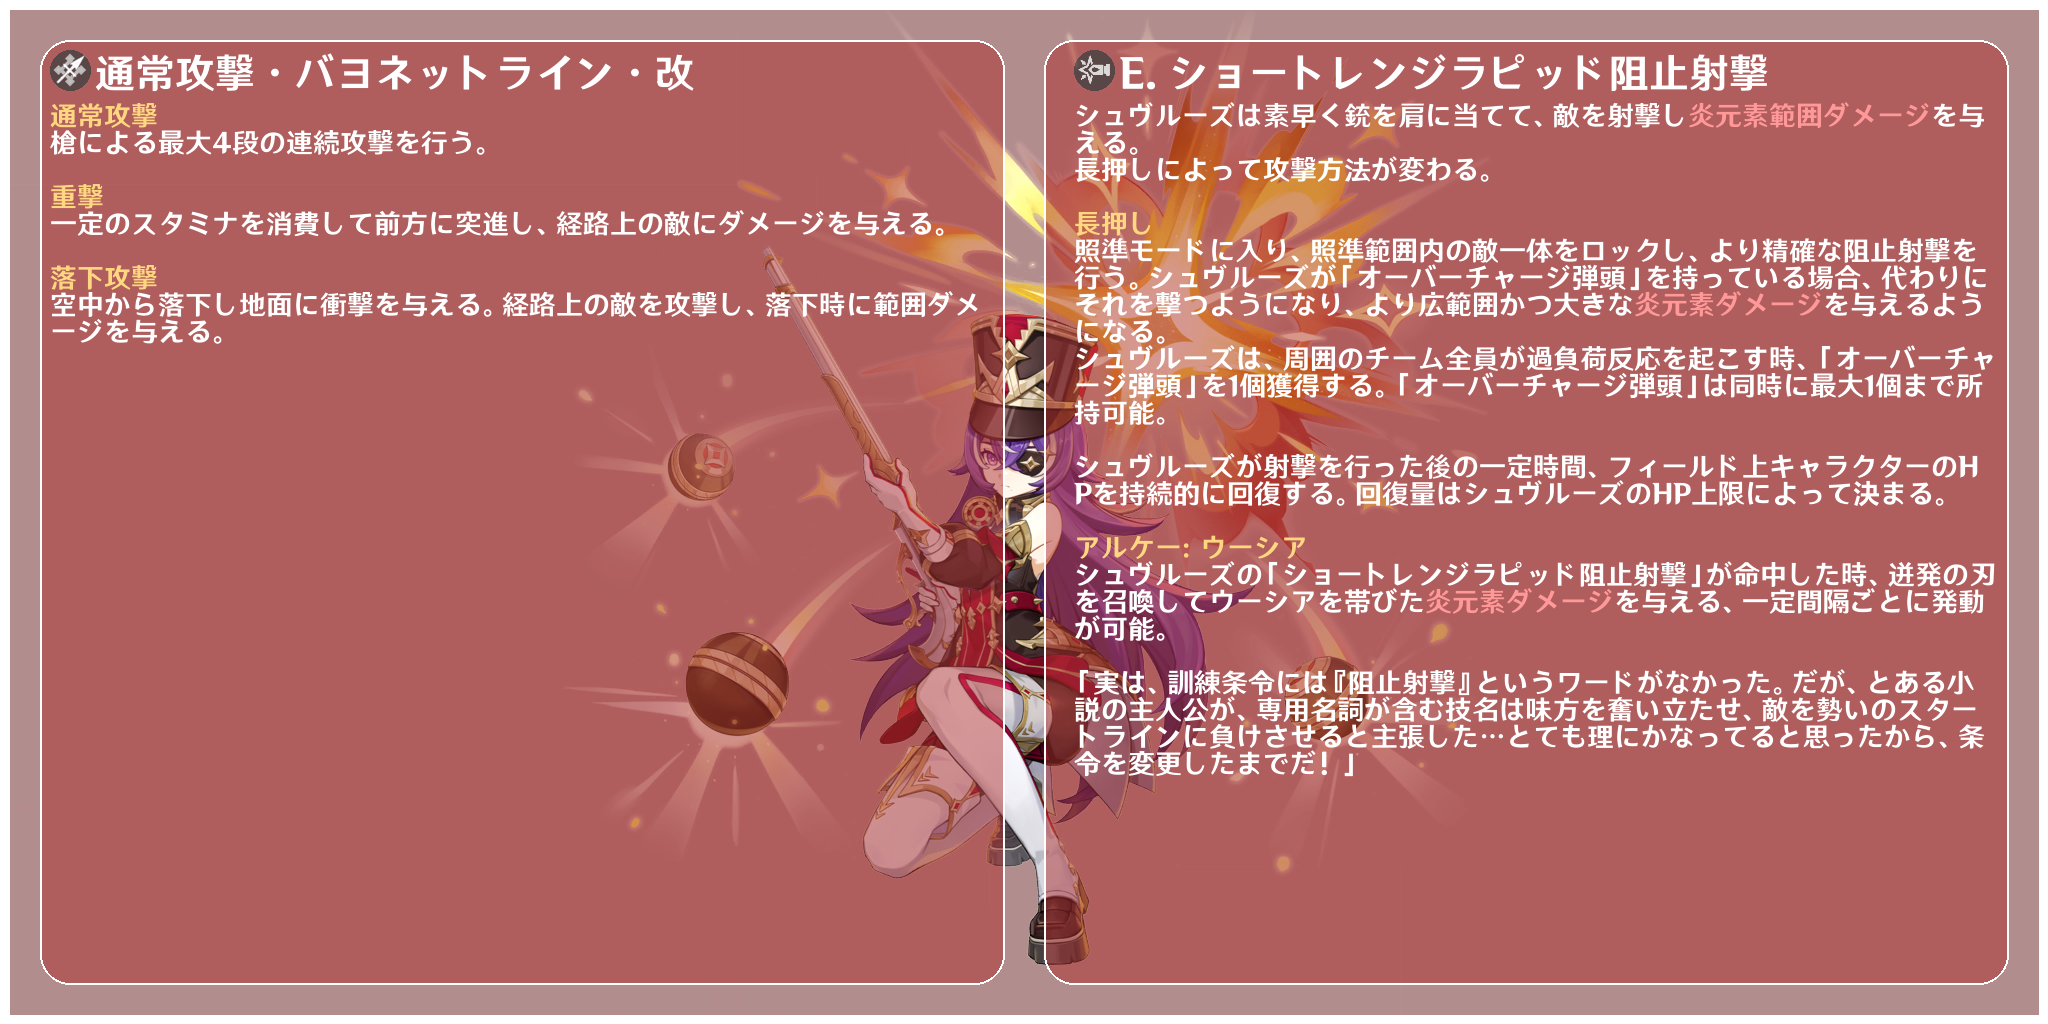 通常攻撃・バヨネットライン・改
通常攻撃
槍による最大4段の連続攻撃を行う。
重撃
一定のスタミナを消費して前方に突進し、経路上の敵にダメージを与える。
落下攻撃
空中から落下し地面に衝撃を与える。経路上の敵を攻撃し、落下時に範囲ダメ
ージを与える。
E. ショートレンジラピッド阻止射撃
シュヴルーズは素早く銃を肩に当てて、敵を射撃し炎元素範囲ダメージを与
える。
長押しによって攻撃方法が変わる。
長押し
照準モードに入り、照準範囲内の敵一体をロックし、より精確な阻止射撃を
行う。シュヴルーズが「オーバーチャージ弾頭」を持っている場合、代わりに
それを撃つようになり、より広範囲かつ大きな炎元素ダメージを与えるよう
になる。
シュヴルーズは、周囲のチーム全員が過負荷反応を起こす時、「オーバーチャ
ージ弾頭」を1個獲得する。「オーバーチャージ弾頭」は同時に最大1個まで所
持可能。
シュヴルーズが射撃を行った後の一定時間、フィールド上キャラクターのH
Pを持続的に回復する。回復量はシュヴルーズのHP上限によって決まる。
アルケー: ウーシア
シュヴルーズの「ショートレンジラピッド阻止射撃」が命中した時、迸発の刃
を召喚してウーシアを帯びた炎元素ダメージを与える、一定間隔ごとに発動
が可能。
「実は、訓練条令には『阻止射撃』というワードがなかった。だが、とある小
説の主人公が、専用名詞が含む技名は味方を奮い立たせ、敵を勢いのスター
トラインに負けさせると主張した…とても理にかなってると思ったから、条
令を変更したまでだ！」